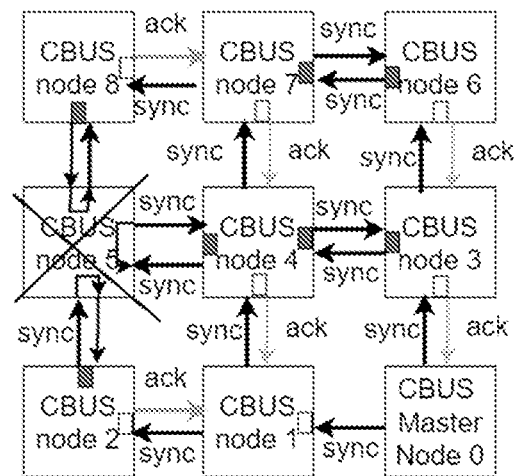 ack
sync
CBUS
node 8
CBUS
node 7
CBUS
node 6
sync
sync
sync
ack
sync
ack
CBUS
node 5
sync
CBUS
node 4
sync
CBUS
node 3
sync
sync
sync
sync
ack
sync
ack
CBUS
node 2
ack
CBUS
node 1
CBUS
Master
Node 0
sync
sync